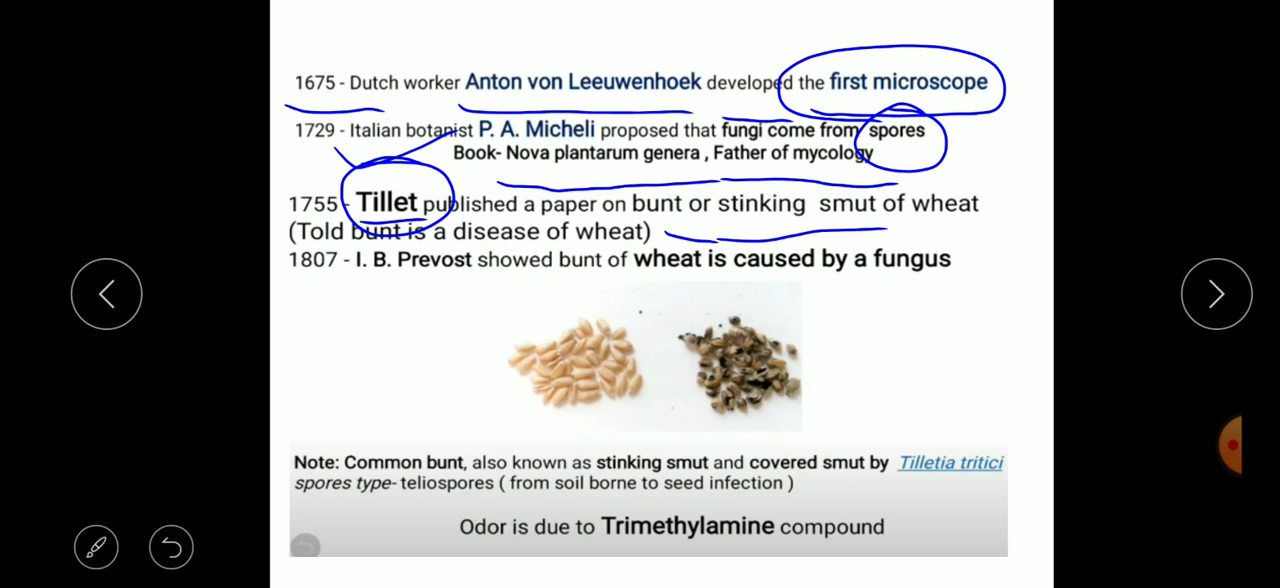 1675 - Dutch worker Anton von Leeuwenhoek developed the first microscope
1729 - Italian botanist P. A. Micheli proposed that fungi come from spores
Book- Nova plantarum genera , Father of mycology
1755 - Tillet published a paper on bunt or stinking smut of wheat
(Told bunt is a disease of wheat)
1807 - I. B. Prevost showed bunt of wheat is caused by a fungus
Note: Common bunt, also known as stinking smut and covered smut by Tilletia tritici
spores type- teliospores ( from soil borne to seed infection )
Odor is due to Trimethylamine compound